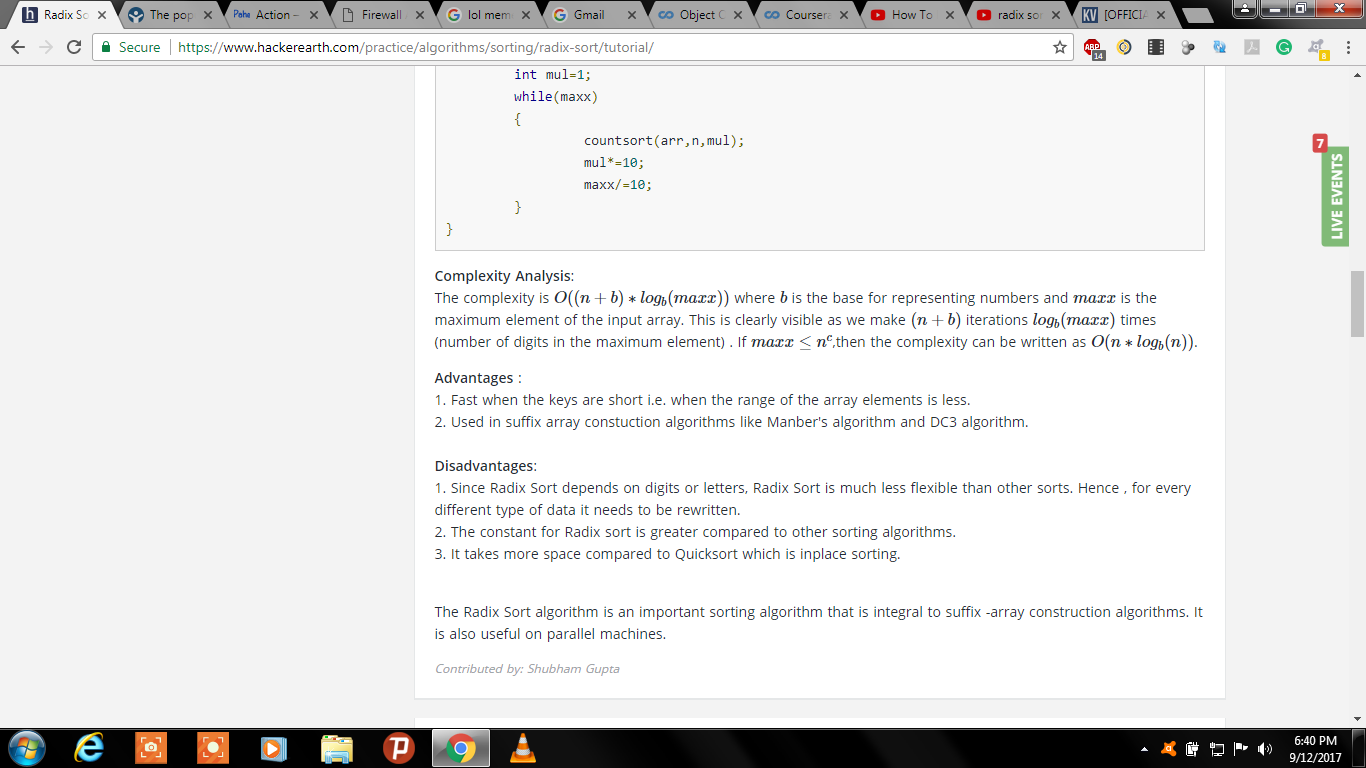 Radix So
The pop
Pahe Action –
Firewall
lol mem
Gmail
Object C
Coursera
How To
radix so
KV [OFFICIA
Secure https://www.hackerearth.com/practice/algorithms/sorting/radix-sort/tutorial/
ABP 14
8
int mul=1;
while(maxx)
{
countsort(arr,n,mul);
mul*=10;
maxx/=10;
}
}
7
LIVE EVENTS
Complexity Analysis:
The complexity is O((n + b) ∗ log_b(maxx)) where b is the base for representing numbers and maxx is the
maximum element of the input array. This is clearly visible as we make (n + b) iterations log_b(maxx) times
(number of digits in the maximum element) . If maxx ≤ n^c,then the complexity can be written as O(n ∗ log_b(n)).
Advantages :
1. Fast when the keys are short i.e. when the range of the array elements is less.
2. Used in suffix array constuction algorithms like Manber's algorithm and DC3 algorithm.
Disadvantages:
1. Since Radix Sort depends on digits or letters, Radix Sort is much less flexible than other sorts. Hence , for every
different type of data it needs to be rewritten.
2. The constant for Radix sort is greater compared to other sorting algorithms.
3. It takes more space compared to Quicksort which is inplace sorting.
The Radix Sort algorithm is an important sorting algorithm that is integral to suffix -array construction algorithms. It
is also useful on parallel machines.
Contributed by: Shubham Gupta
6:40 PM
9/12/2017